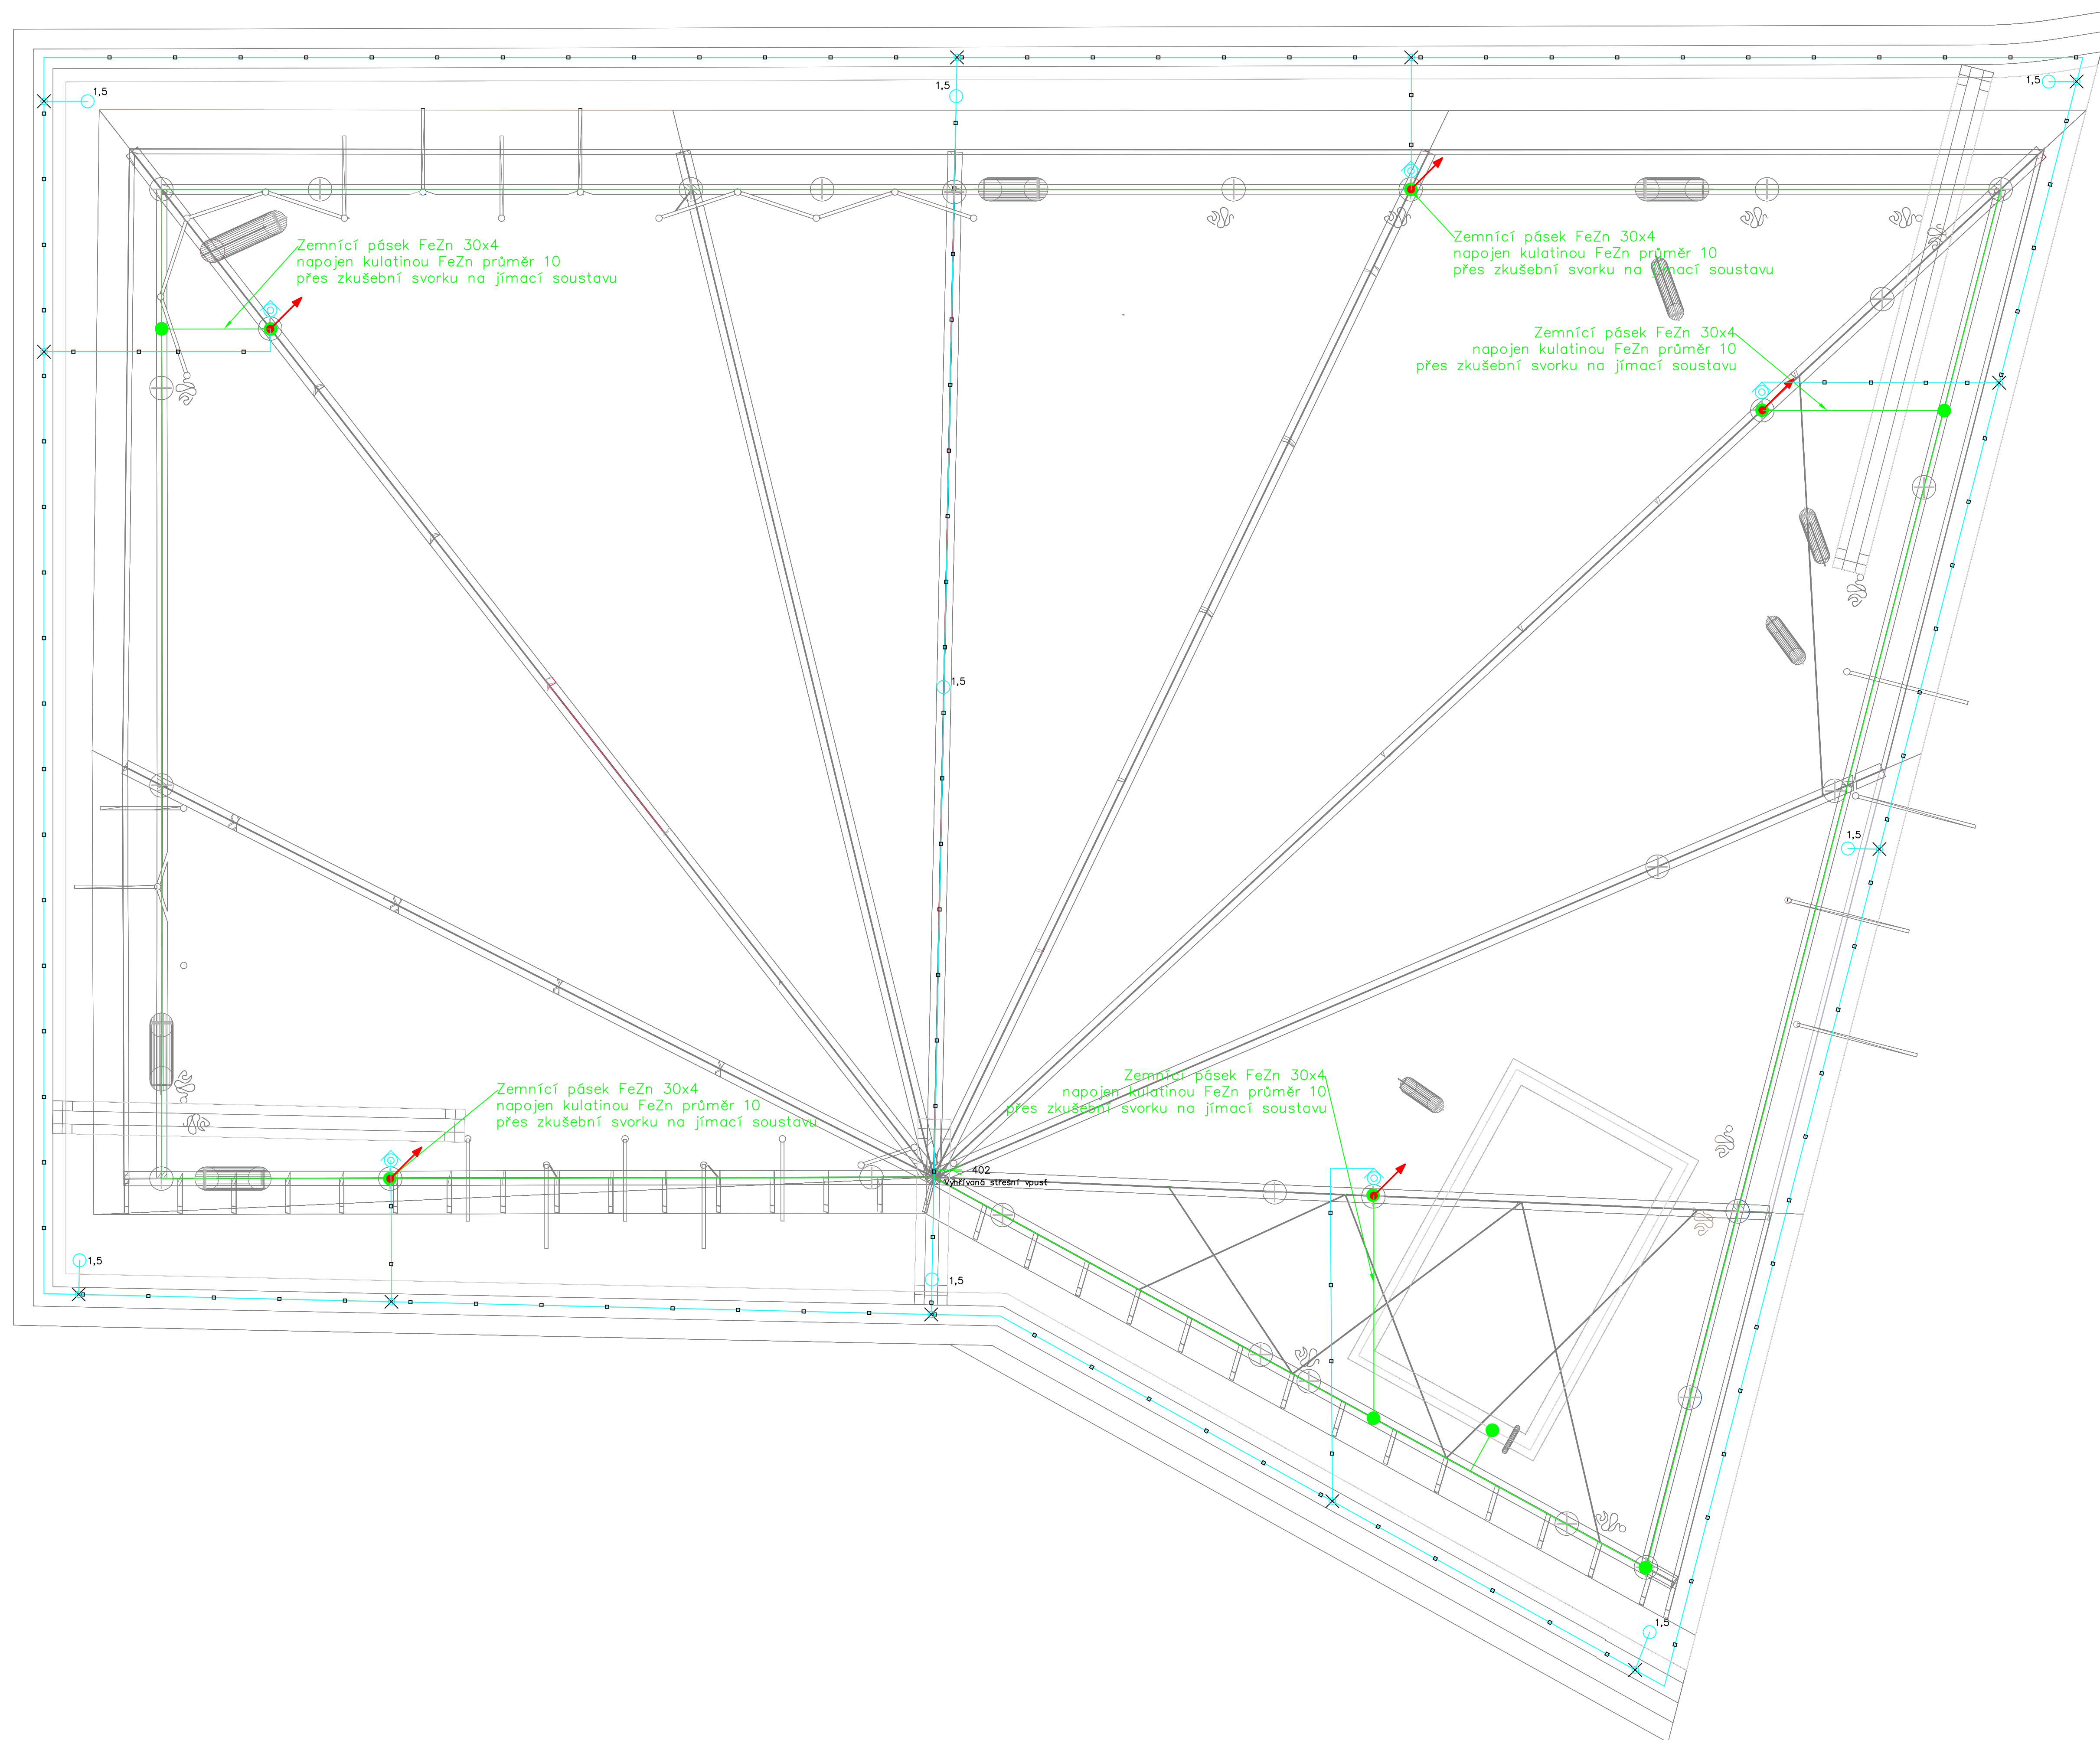 1,5
1,5
1,5
Zemnící pásek FeZn 30x4
napojen kulatinou FeZn průměr 10
přes zkušební svorku na jímací soustavu
Zemnící pásek FeZn 30x4
napojen kulatinou FeZn průměr 10
přes zkušební svorku na jímací soustavu
Zemnící pásek FeZn 30x4
napojen kulatinou FeZn průměr 10
přes zkušební svorku na jímací soustavu
1,5
1,5
Zemnící pásek FeZn 30x4
napojen kulatinou FeZn průměr 10
přes zkušební svorku na jímací soustavu
Zemnící pásek FeZn 30x4
napojen kulatinou FeZn průměr 10
přes zkušební svorku na jímací soustavu
402
Vyhřívaná střešní vpusť
1,5
1,5
1,5